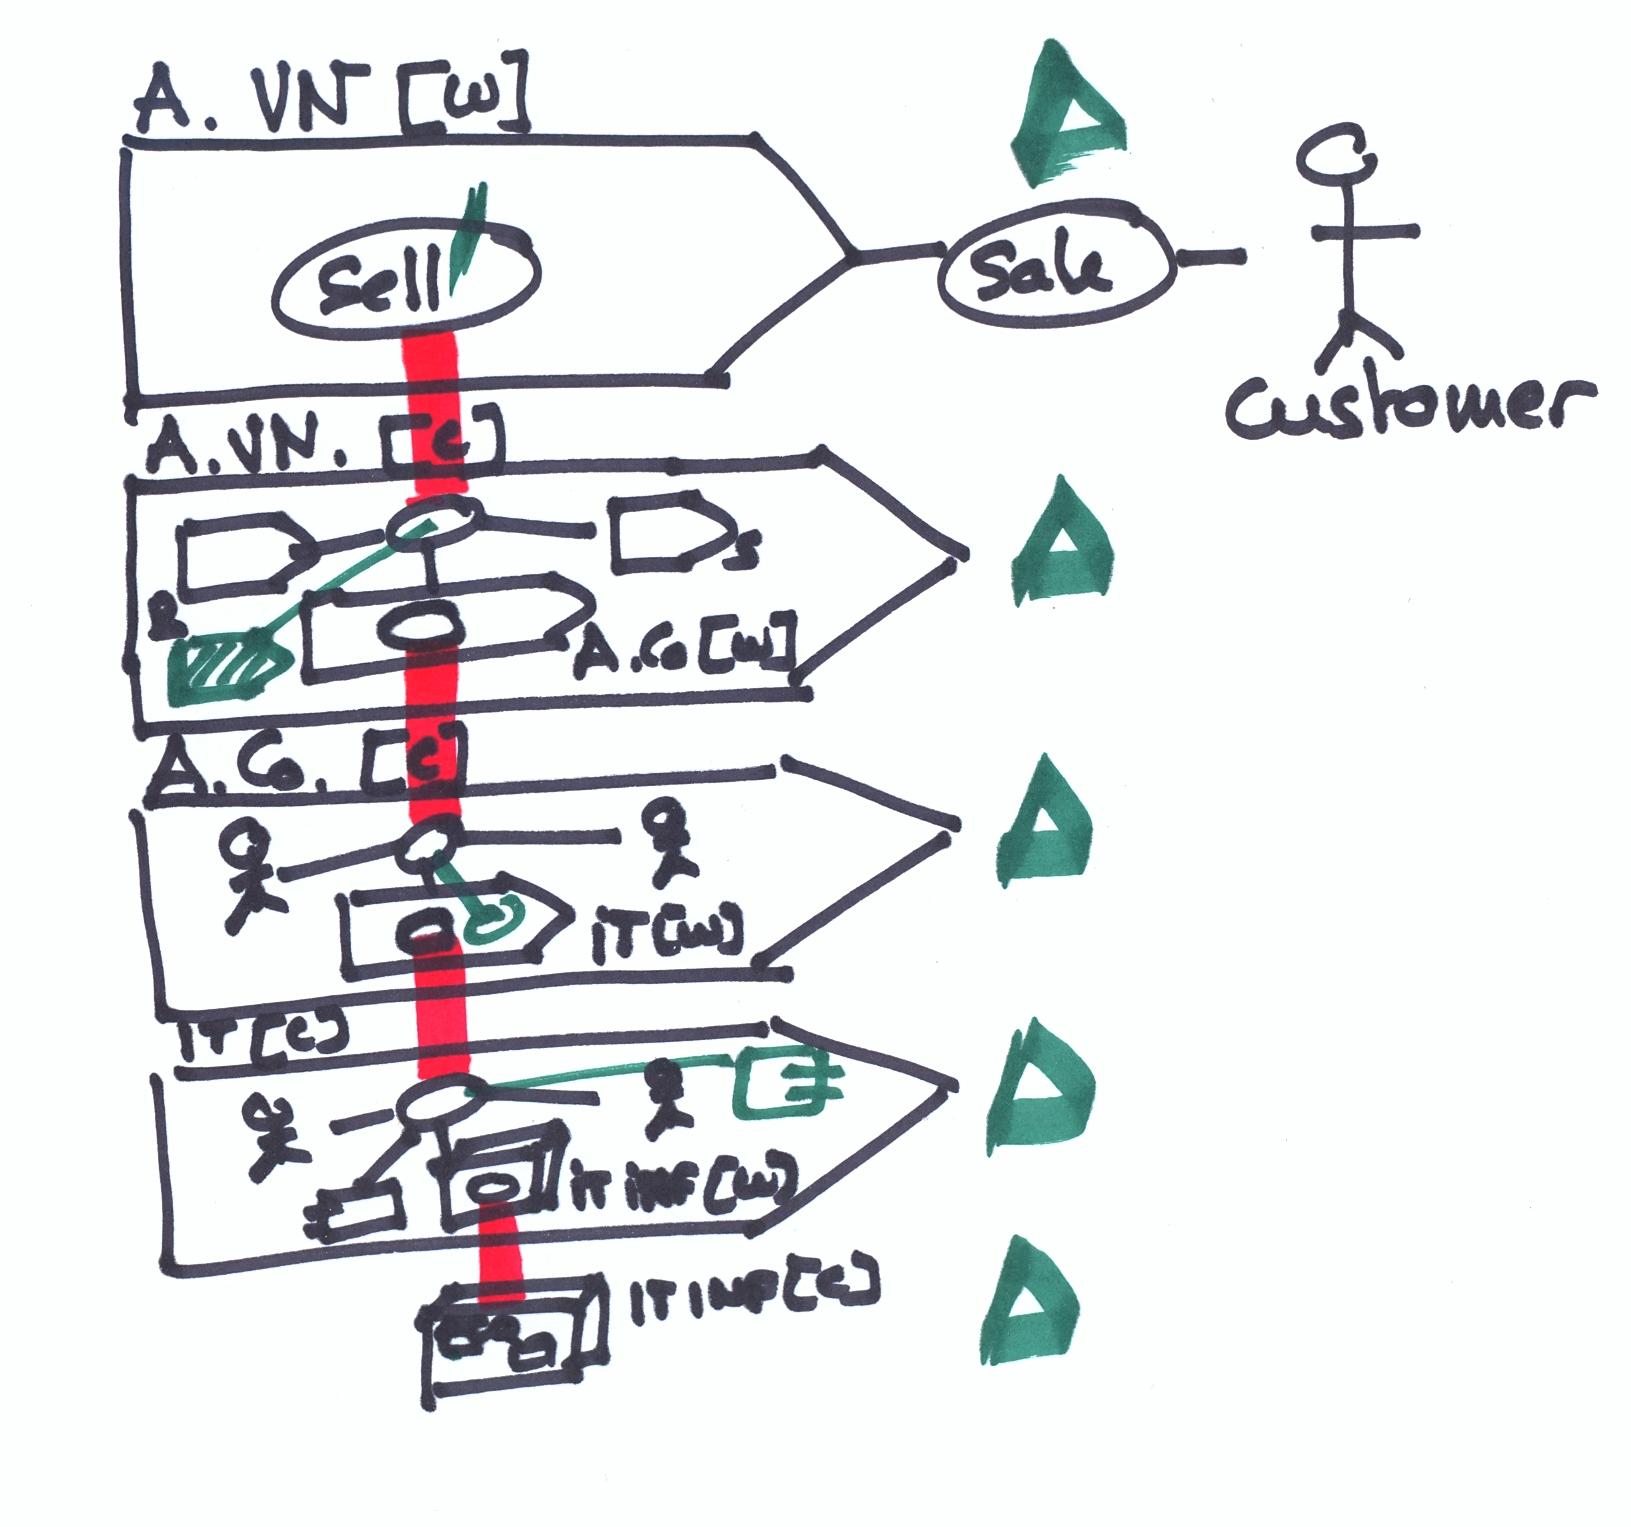 A. VN [w]
Sell
Sale
Customer
A.VN. [c]
S
A.Co [w]
A.Co. [c]
IT [w]
IT [c]
IT INF [w]
IT INF [c]